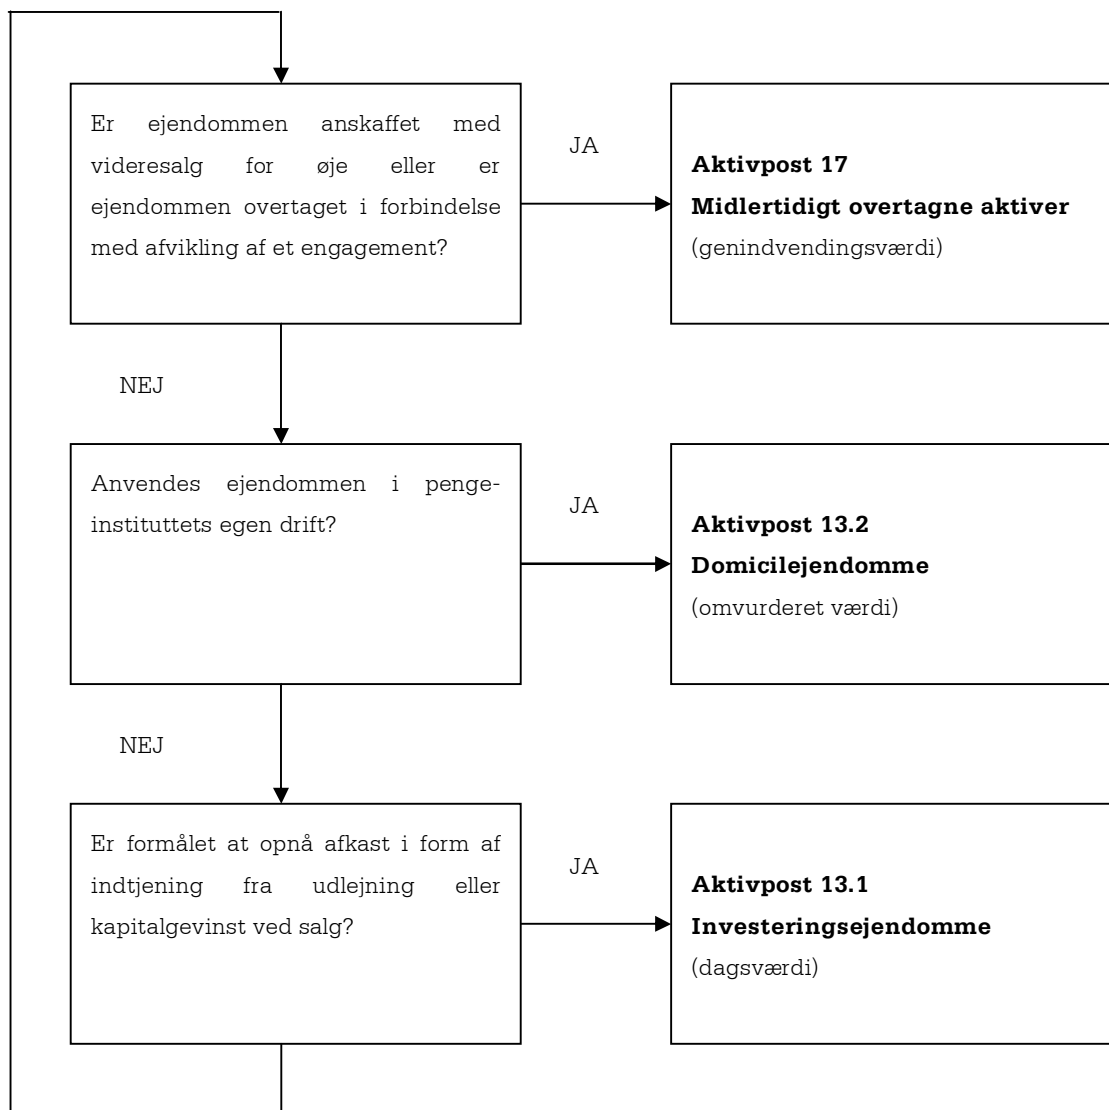 Er ejendommen anskaffet med
videresalg for øje eller er
ejendommen overtaget i forbindelse
med afvikling af et engagement?
JA
Aktivpost 17
Midlertidigt overtagne aktiver
(genindvendingsværdi)
NEJ
Anvendes ejendommen i penge-
instituttets egen drift?
JA
Aktivpost 13.2
Domicilejendomme
(omvurderet værdi)
NEJ
Er formålet at opnå afkast i form af
indtjening fra udlejning eller
kapitalgevinst ved salg?
JA
Aktivpost 13.1
Investeringsejendomme
(dagsværdi)